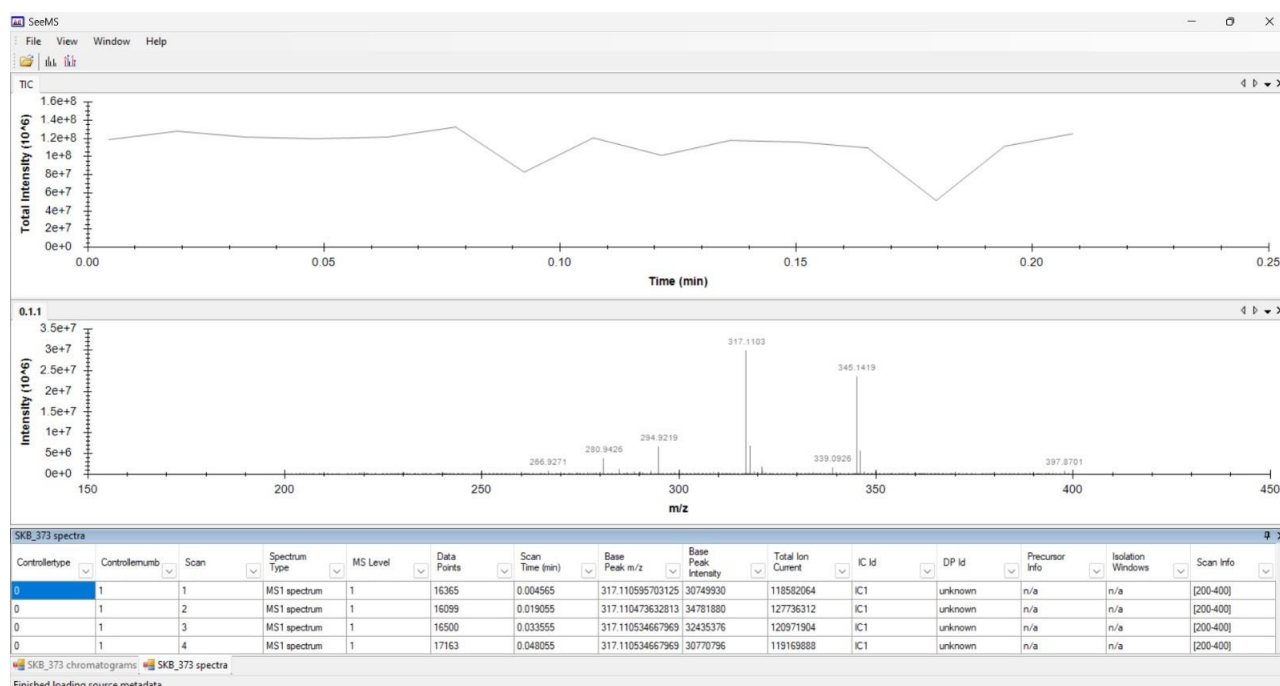 SeeMS
File View Window Help
TIC
Total Intensity (10^6)
1.6e+8
1.4e+8
1.2e+8
1e+8
8e+7
6e+7
4e+7
2e+7
0e+0
0.00 0.05 0.10 0.15 0.20 0.25
Time (min)
0.1.1
Intensity (10^6)
3.5e+7
3e+7
2.5e+7
2e+7
1.5e+7
1e+7
5e+6
0e+0
317.1103
345.1419
294.9219
280.9426
266.9271
339.0926
397.8701
150 200 250 300 350 400 450
m/z
SKB_373 spectra
Controllertype Controllernumb Scan Spectrum Type MS Level Data Points Scan Time (min) Base Peak m/z Base Peak Intensity Total Ion Current IC Id DP Id Precursor Info Isolation Windows Scan Info
0 1 1 MS1 spectrum 1 16365 0.004565 317.110595703125 30749930 118582064 IC1 unknown n/a n/a [200-400]
0 1 2 MS1 spectrum 1 16099 0.019055 317.110473632813 34781880 127736312 IC1 unknown n/a n/a [200-400]
0 1 3 MS1 spectrum 1 16500 0.033555 317.110534667969 32435376 120971904 IC1 unknown n/a n/a [200-400]
0 1 4 MS1 spectrum 1 17163 0.048055 317.110534667969 30770796 119169888 IC1 unknown n/a n/a [200-400]
SKB_373 chromatograms SKB_373 spectra
Finished loading source metadata